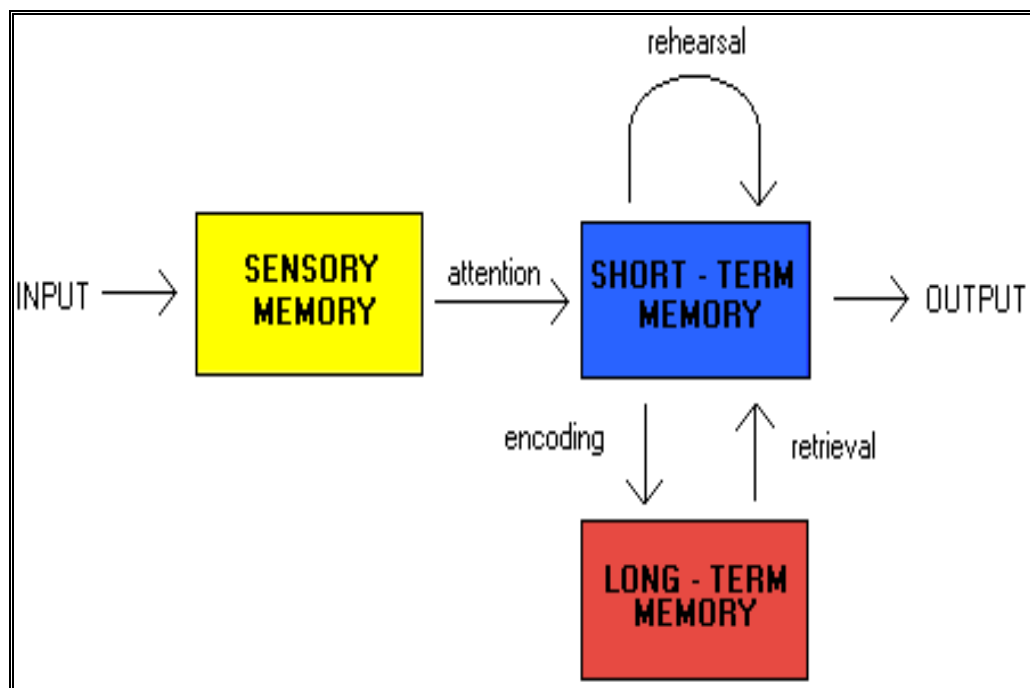 rehearsal
INPUT
SENSORY
MEMORY
attention
SHORT - TERM
MEMORY
OUTPUT
encoding
retrieval
LONG - TERM
MEMORY